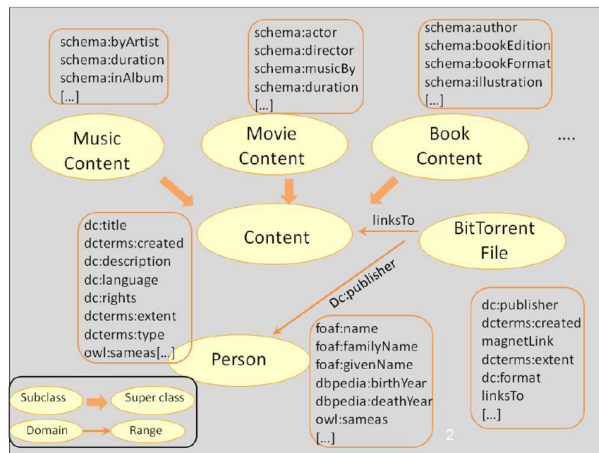 schema:byArtist
schema:duration
schema:inAlbum
[...]
schema:actor
schema:director
schema:musicBy
schema:duration
[...]
schema:author
schema:bookEdition
schema:bookFormat
schema:illustration
[...]
Music
Content
Movie
Content
Book
Content
....
dc:title
dcterms:created
dc:description
dc:language
dc:rights
dcterms:extent
dcterms:type
owl:sameas[...]
Content
linksTo
BitTorrent
File
Dc:publisher
Person
foaf:name
foaf:familyName
foaf:givenName
dbpedia:birthYear
dbpedia:deathYear
owl:sameas
[...]
dc:publisher
dcterms:created
magnetLink
dcterms:extent
dc:format
linksTo
[...]
Subclass
Super class
Domain
Range
2